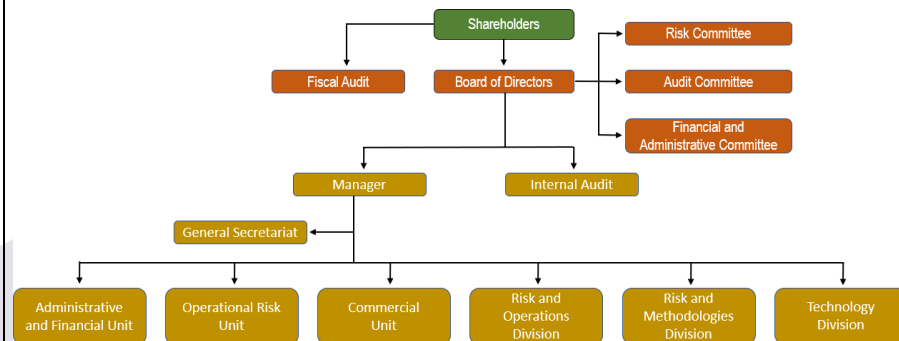 Shareholders
Risk Committee
Fiscal Audit
Board of Directors
Audit Committee
Financial and
Administrative Committee
Manager
Internal Audit
General Secretariat
Administrative
and Financial Unit
Operational Risk
Unit
Commercial
Unit
Risk and
Operations
Division
Risk and
Methodologies
Division
Technology
Division